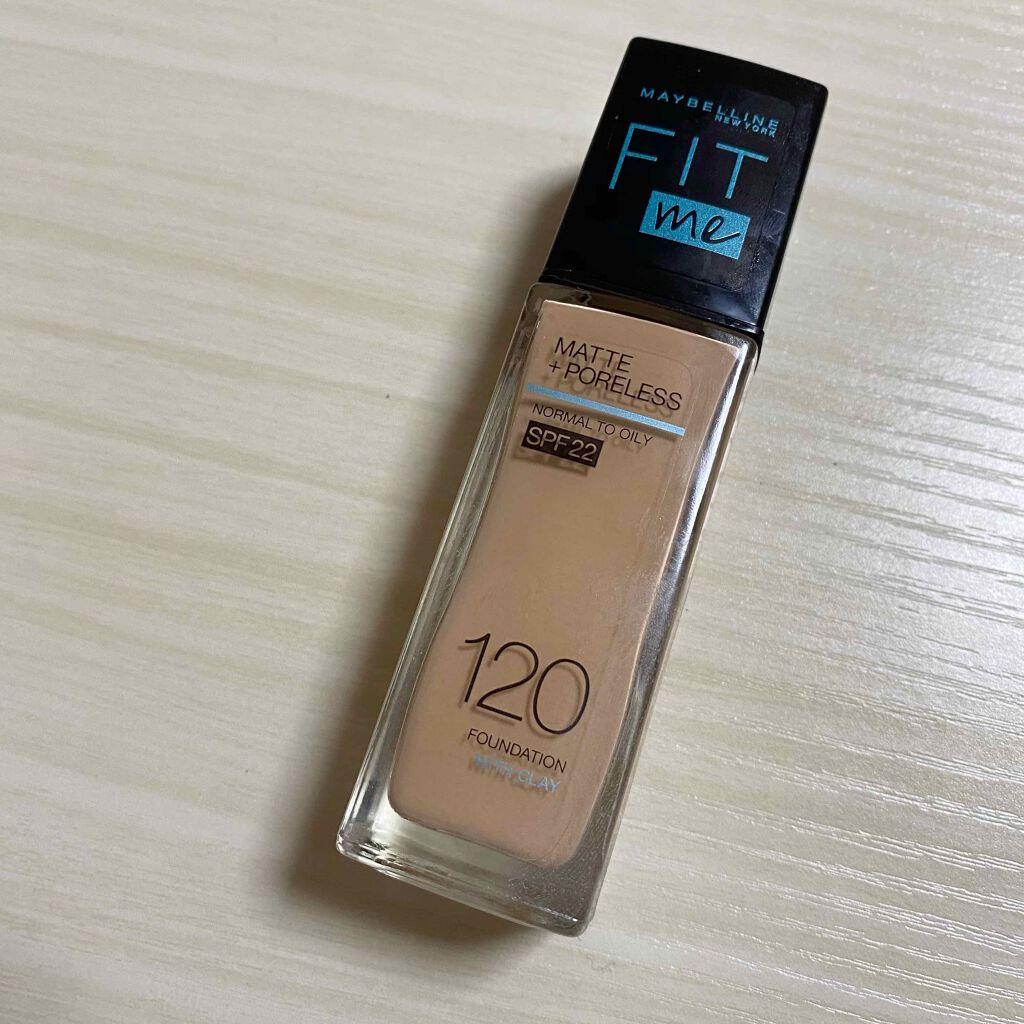 MAYBELLINE
NEW YORK
FIT
me
MATTE
+ PORELESS
NORMAL TO OILY
SPF 22
120
FOUNDATION
WITH CLAY